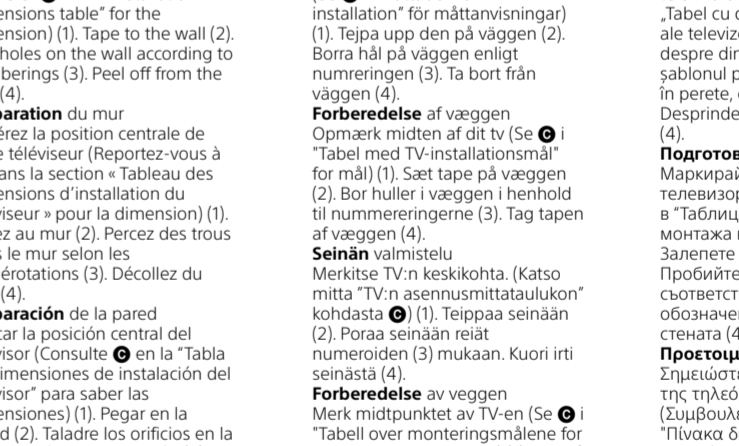 ensions table” for the
ension) (1). Tape to the wall (2).
holes on the wall according to
berings (3). Peel off from the
(4).
paration du mur
érez la position centrale de
e téléviseur (Reportez-vous à
ans la section « Tableau des
ensions d’installation du
viseur » pour la dimension) (1).
ez au mur (2). Percez des trous
s le mur selon les
érotations (3). Décollez du
(4).
paración de la pared
car la posición central del
visor (Consulte C en la “Tabla
imensiones de instalación del
visor” para saber las
ensiones) (1). Pegar en la
d (2). Taladre los orificios en la
installation” för måttanvisningar)
(1). Tejpa upp den på väggen (2).
Borra hål på väggen enligt
numreringen (3). Ta bort från
väggen (4).
Forberedelse af væggen
Opmærk midten af dit tv (Se C i
"Tabel med TV-installationsmål"
for mål) (1). Sæt tape på væggen
(2). Bor huller i væggen i henhold
til nummereringerne (3). Tag tapen
af væggen (4).
Seinän valmistelu
Merkitse TV:n keskikohta. (Katso
mitta ”TV:n asennusmittataulukon”
kohdasta C) (1). Teippaa seinään
(2). Poraa seinään reiät
numeroiden (3) mukaan. Kuori irti
seinästä (4).
Forberedelse av veggen
Merk midtpunktet av TV-en (Se C i
"Tabell over monteringsmålene for
„Tabel cu d
ale televizo
despre dim
șablonul p
în perete,
Desprinde
(4).
Подготов
Маркирай
телевизор
в “Таблиц
монтажа
Залепете
Пробийте
съответст
обозначен
стената (4
Προετοιμ
Σημειώστε
της τηλεό
(Συμβουλε
"Πίνακα δ